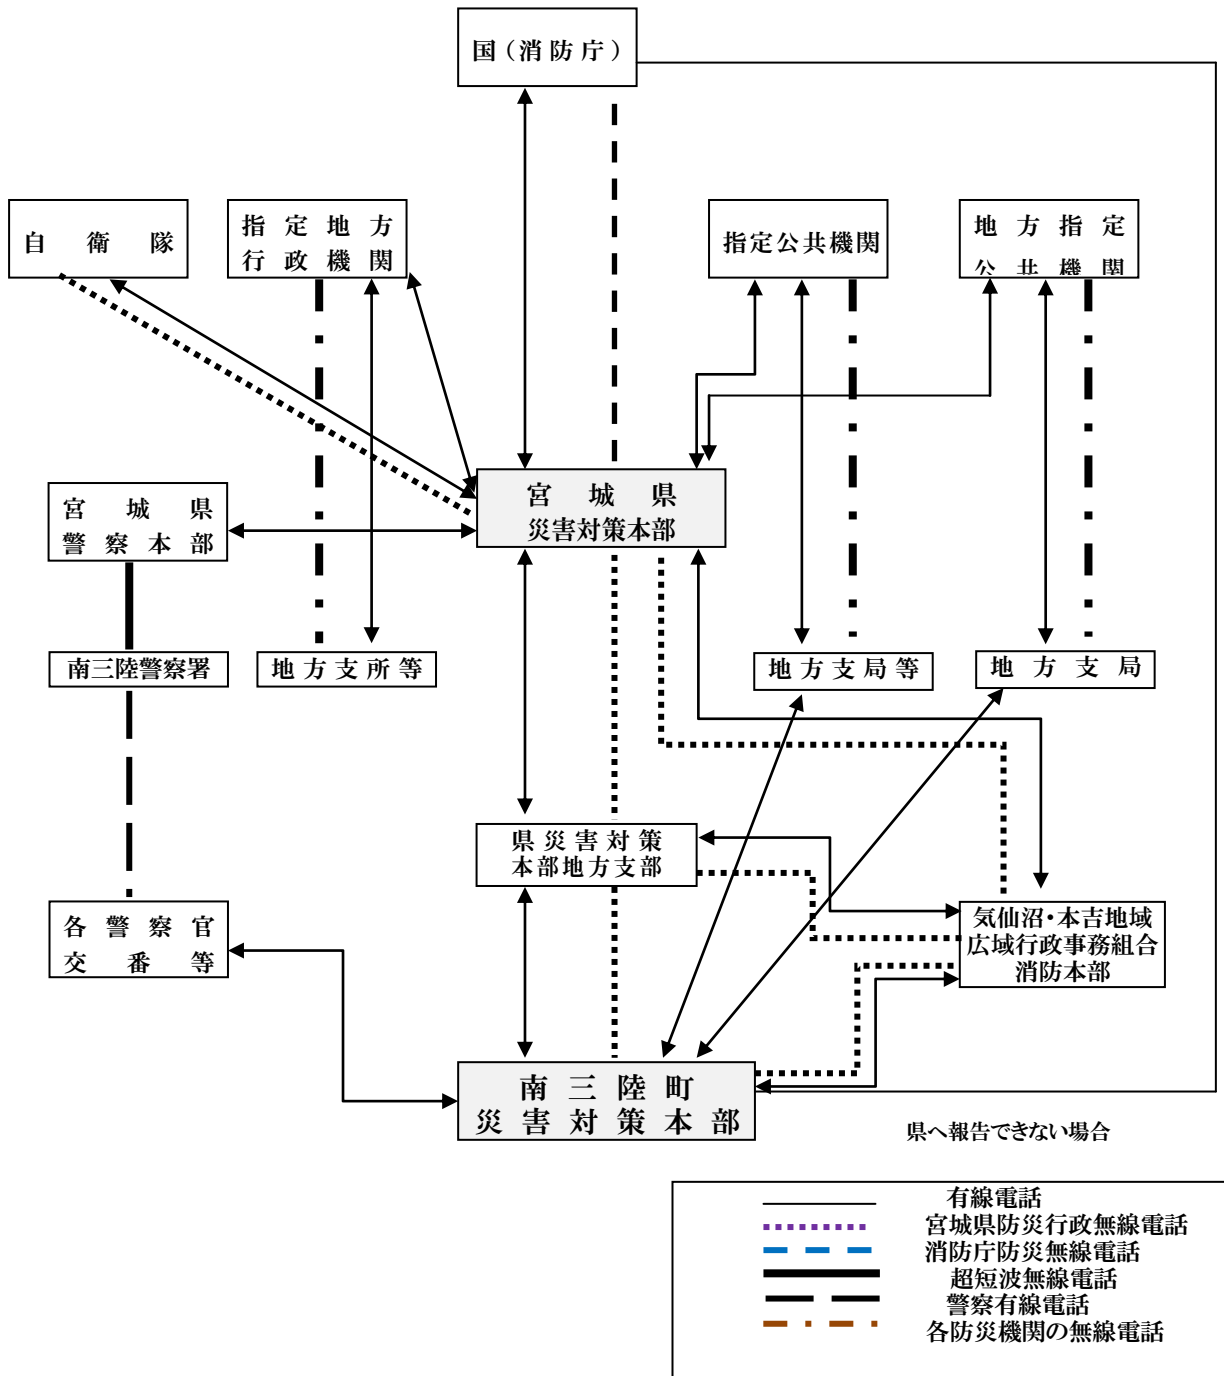 国（消防庁）
自衛隊
指定地方
行政機関
指定公共機関
地方指定
公共機関
宮城県
災害対策本部
宮城県
警察本部
南三陸警察署
地方支所等
地方支局等
地方支局
県災害対策
本部地方支部
各警察官
交番等
気仙沼・本吉地域
広域行政事務組合
消防本部
南三陸町
災害対策本部
県へ報告できない場合
有線電話
宮城県防災行政無線電話
消防庁防災無線電話
超短波無線電話
警察有線電話
各防災機関の無線電話